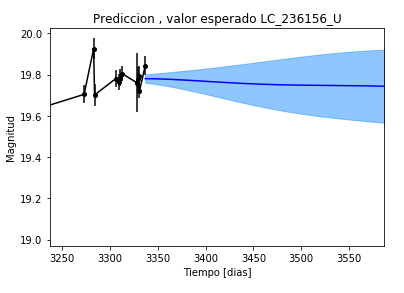 Prediccion , valor esperado LC_236156_U
20.0
19.8
19.6
19.4
19.2
19.0
Magnitud
3250 3300 3350 3400 3450 3500 3550
Tiempo [dias]